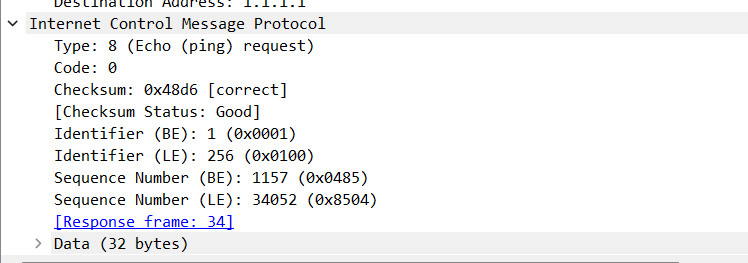 Destination Address: 1.1.1.1
Internet Control Message Protocol
Type: 8 (Echo (ping) request)
Code: 0
Checksum: 0x48d6 [correct]
[Checksum Status: Good]
Identifier (BE): 1 (0x0001)
Identifier (LE): 256 (0x0100)
Sequence Number (BE): 1157 (0x0485)
Sequence Number (LE): 34052 (0x8504)
[Response frame: 34]
Data (32 bytes)